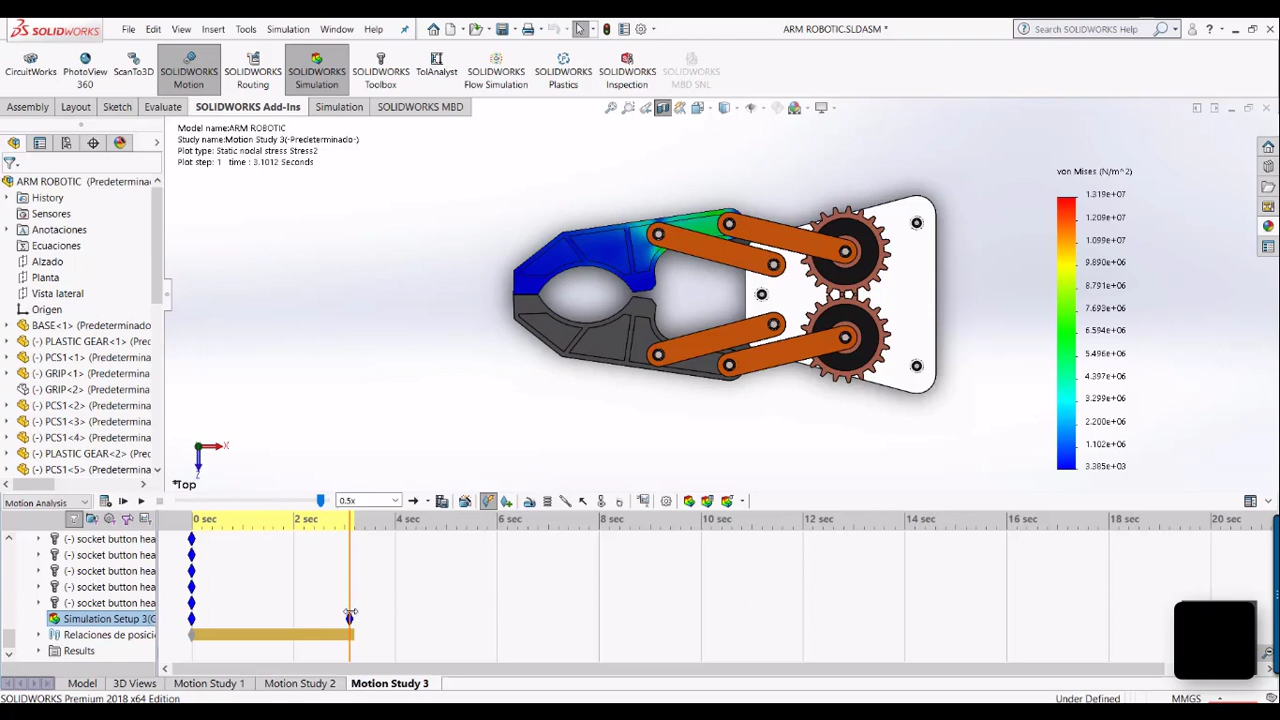 SOLIDWORKS File Edit View Insert Tools Simulation Window Help ARM ROBOTIC.SLDASM * Search SOLIDWORKS Help
CircuitWorks
PhotoView 360
ScanTo3D
SOLIDWORKS Motion
SOLIDWORKS Routing
SOLIDWORKS Simulation
SOLIDWORKS Toolbox
TolAnalyst
SOLIDWORKS Flow Simulation
SOLIDWORKS Plastics
SOLIDWORKS Inspection
SOLIDWORKS MBD SNL
Assembly Layout Sketch Evaluate SOLIDWORKS Add-Ins Simulation SOLIDWORKS MBD
Model name:ARM ROBOTIC
Study name:Motion Study 3(-Predeterminado-)
Plot type: Static nodal stress Stress2
Plot step: 1 time : 3.1012 Seconds
ARM ROBOTIC (Predetermina
History
Sensores
Anotaciones
Ecuaciones
Alzado
Planta
Vista lateral
Origen
BASE<1> (Predeterminado
(-) PLASTIC GEAR<1> (Prec
(-) PCS1<1> (Predetermina
(-) GRIP<1> (Predetermina
(-) GRIP<2> (Predetermina
(-) PCS1<2> (Predetermina
(-) PCS1<3> (Predetermina
(-) PCS1<4> (Predetermina
(-) PLASTIC GEAR<2> (Prec
(-) PCS1<5> (Predetermina
von Mises (N/m^2)
1.319e+07
1.209e+07
1.099e+07
9.890e+06
8.792e+06
7.693e+06
6.594e+06
5.496e+06
4.397e+06
3.299e+06
2.200e+06
1.102e+06
3.385e+03
X
Z
*Top
Motion Analysis 0.5x
0 sec 2 sec 4 sec 6 sec 8 sec 10 sec 12 sec 14 sec 16 sec 18 sec 20 sec
(-) socket button hea
(-) socket button hea
(-) socket button hea
(-) socket button hea
(-) socket button hea
Simulation Setup 3(G
Relaciones de posici
Results
Model 3D Views Motion Study 1 Motion Study 2 Motion Study 3
SOLIDWORKS Premium 2018 x64 Edition Under Defined MMGS